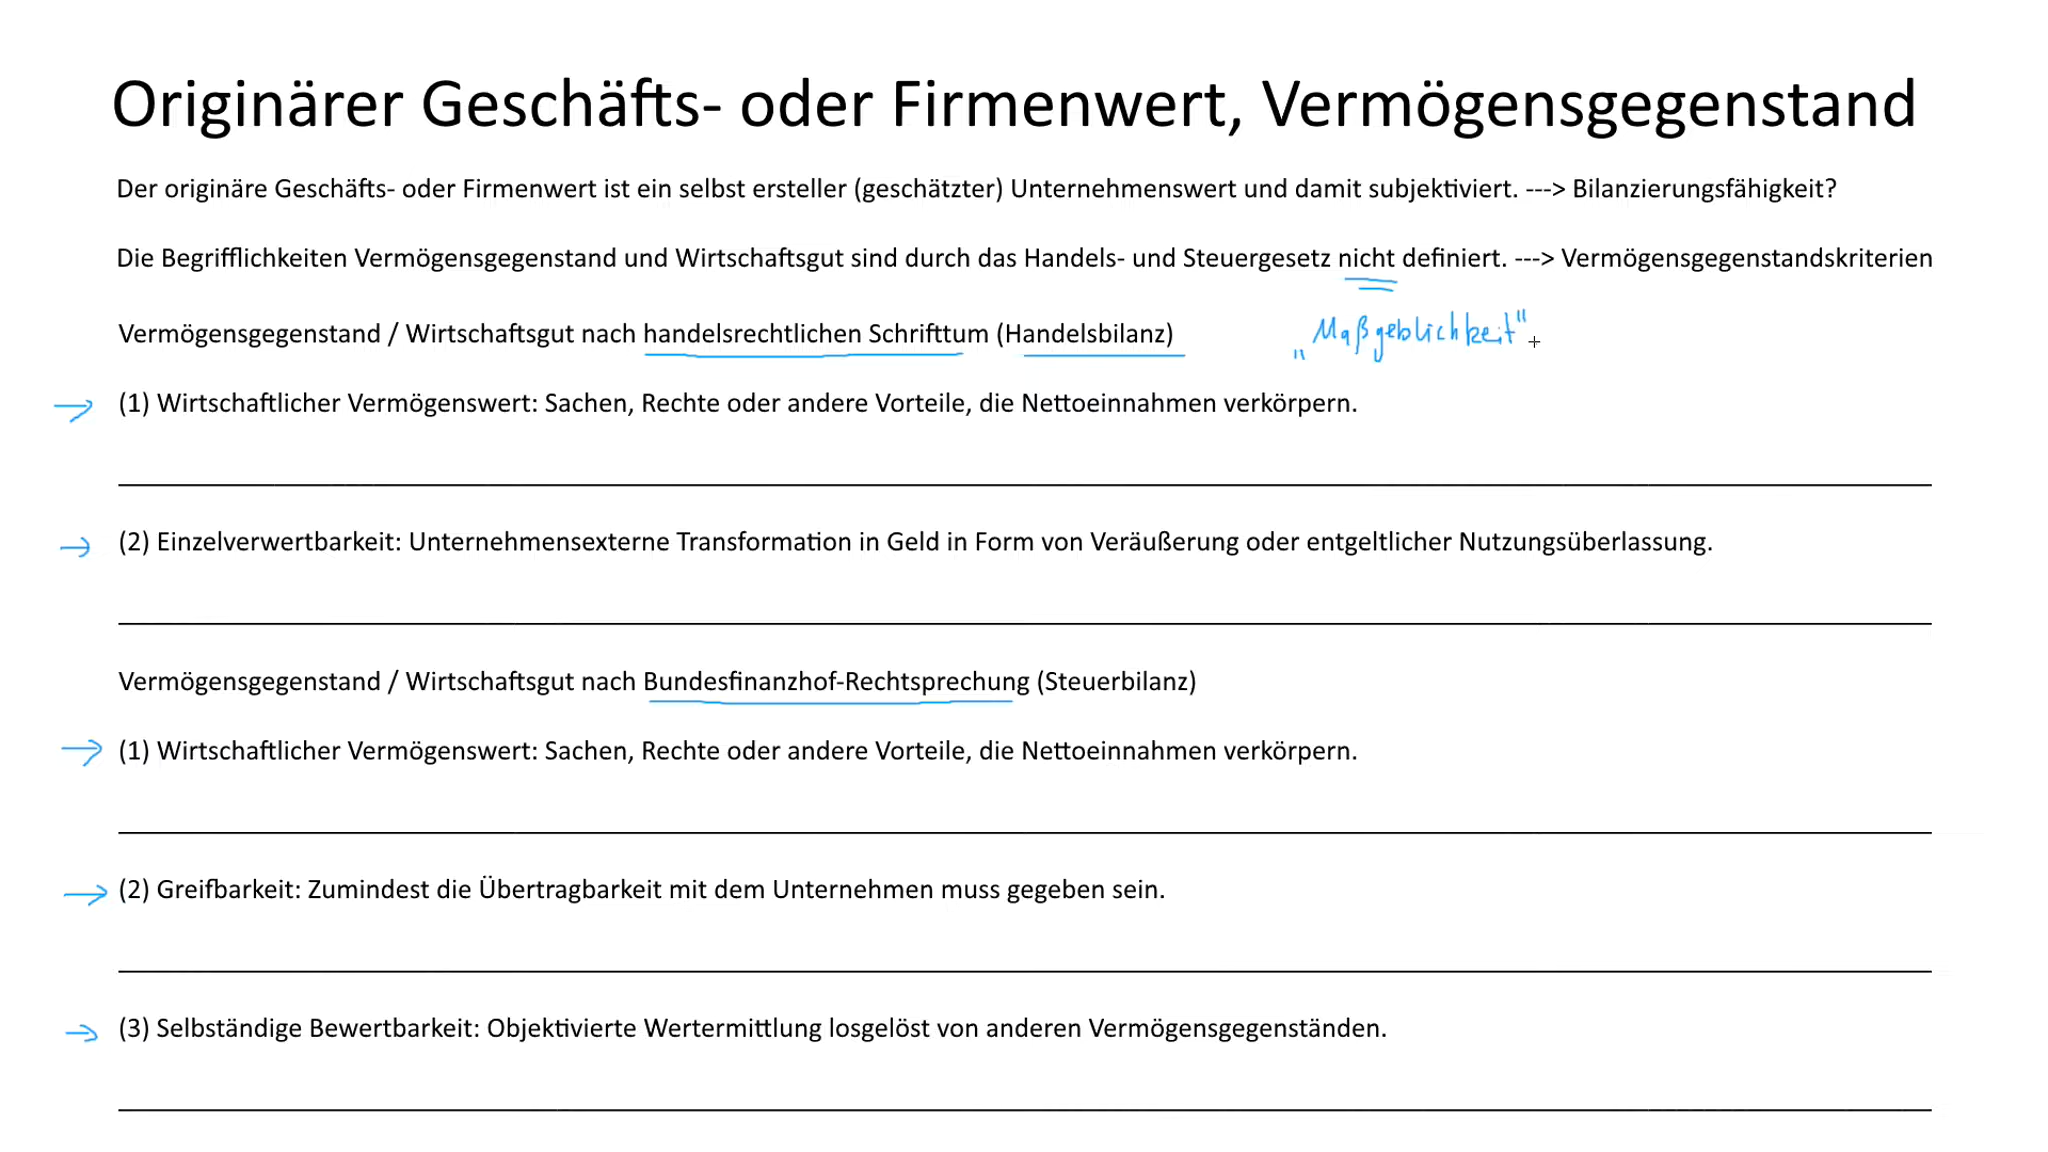 Originärer Geschäfts- oder Firmenwert, Vermögensgegenstand
Der originäre Geschäfts- oder Firmenwert ist ein selbst ersteller (geschätzter) Unternehmenswert und damit subjektiviert. ---> Bilanzierungsfähigkeit?
Die Begrifflichkeiten Vermögensgegenstand und Wirtschaftsgut sind durch das Handels- und Steuergesetz nicht definiert. ---> Vermögensgegenstandskriterien
Vermögensgegenstand / Wirtschaftsgut nach handelsrechtlichen Schrifttum (Handelsbilanz) „Maßgeblichkeit"
(1) Wirtschaftlicher Vermögenswert: Sachen, Rechte oder andere Vorteile, die Nettoeinnahmen verkörpern.
(2) Einzelverwertbarkeit: Unternehmensexterne Transformation in Geld in Form von Veräußerung oder entgeltlicher Nutzungsüberlassung.
Vermögensgegenstand / Wirtschaftsgut nach Bundesfinanzhof-Rechtsprechung (Steuerbilanz)
(1) Wirtschaftlicher Vermögenswert: Sachen, Rechte oder andere Vorteile, die Nettoeinnahmen verkörpern.
(2) Greifbarkeit: Zumindest die Übertragbarkeit mit dem Unternehmen muss gegeben sein.
(3) Selbständige Bewertbarkeit: Objektivierte Wertermittlung losgelöst von anderen Vermögensgegenständen.